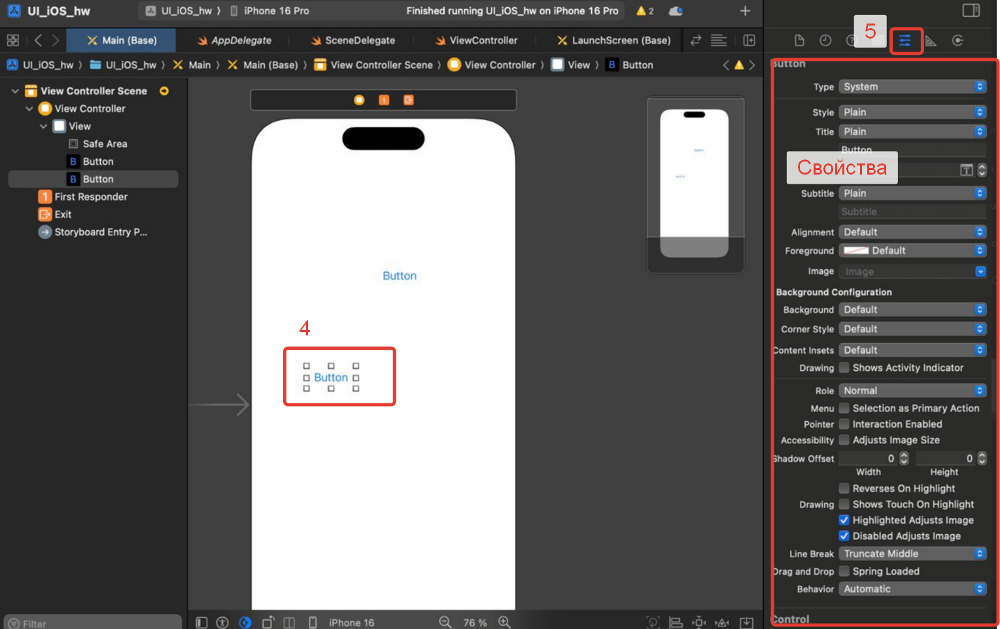 UI_iOS_hw
UI_iOS_hw 〉 iPhone 16 Pro
Finished running UI_iOS_hw on iPhone 16 Pro
2
5
Main (Base)
AppDelegate
SceneDelegate
ViewController
LaunchScreen (Base)
UI_iOS_hw 〉 UI_iOS_hw 〉 Main 〉 Main (Base) 〉 View Controller Scene 〉 View Controller 〉 View 〉 B Button
View Controller Scene
View Controller
View
Safe Area
B Button
B Button
1 First Responder
Exit
Storyboard Entry P...
Filter
1
Button
4
Button
iPhone 16
76 %
Button
Type System
Style Plain
Title Plain
Button
Свойства
T
Subtitle Plain
Subtitle
Alignment Default
Foreground Default
Image Image
Background Configuration
Background Default
Corner Style Default
Content Insets Default
Drawing Shows Activity Indicator
Role Normal
Menu Selection as Primary Action
Pointer Interaction Enabled
Accessibility Adjusts Image Size
Shadow Offset 0 0
Width Height
Reverses On Highlight
Drawing Shows Touch On Highlight
Highlighted Adjusts Image
Disabled Adjusts Image
Line Break Truncate Middle
Drag and Drop Spring Loaded
Behavior Automatic
Control